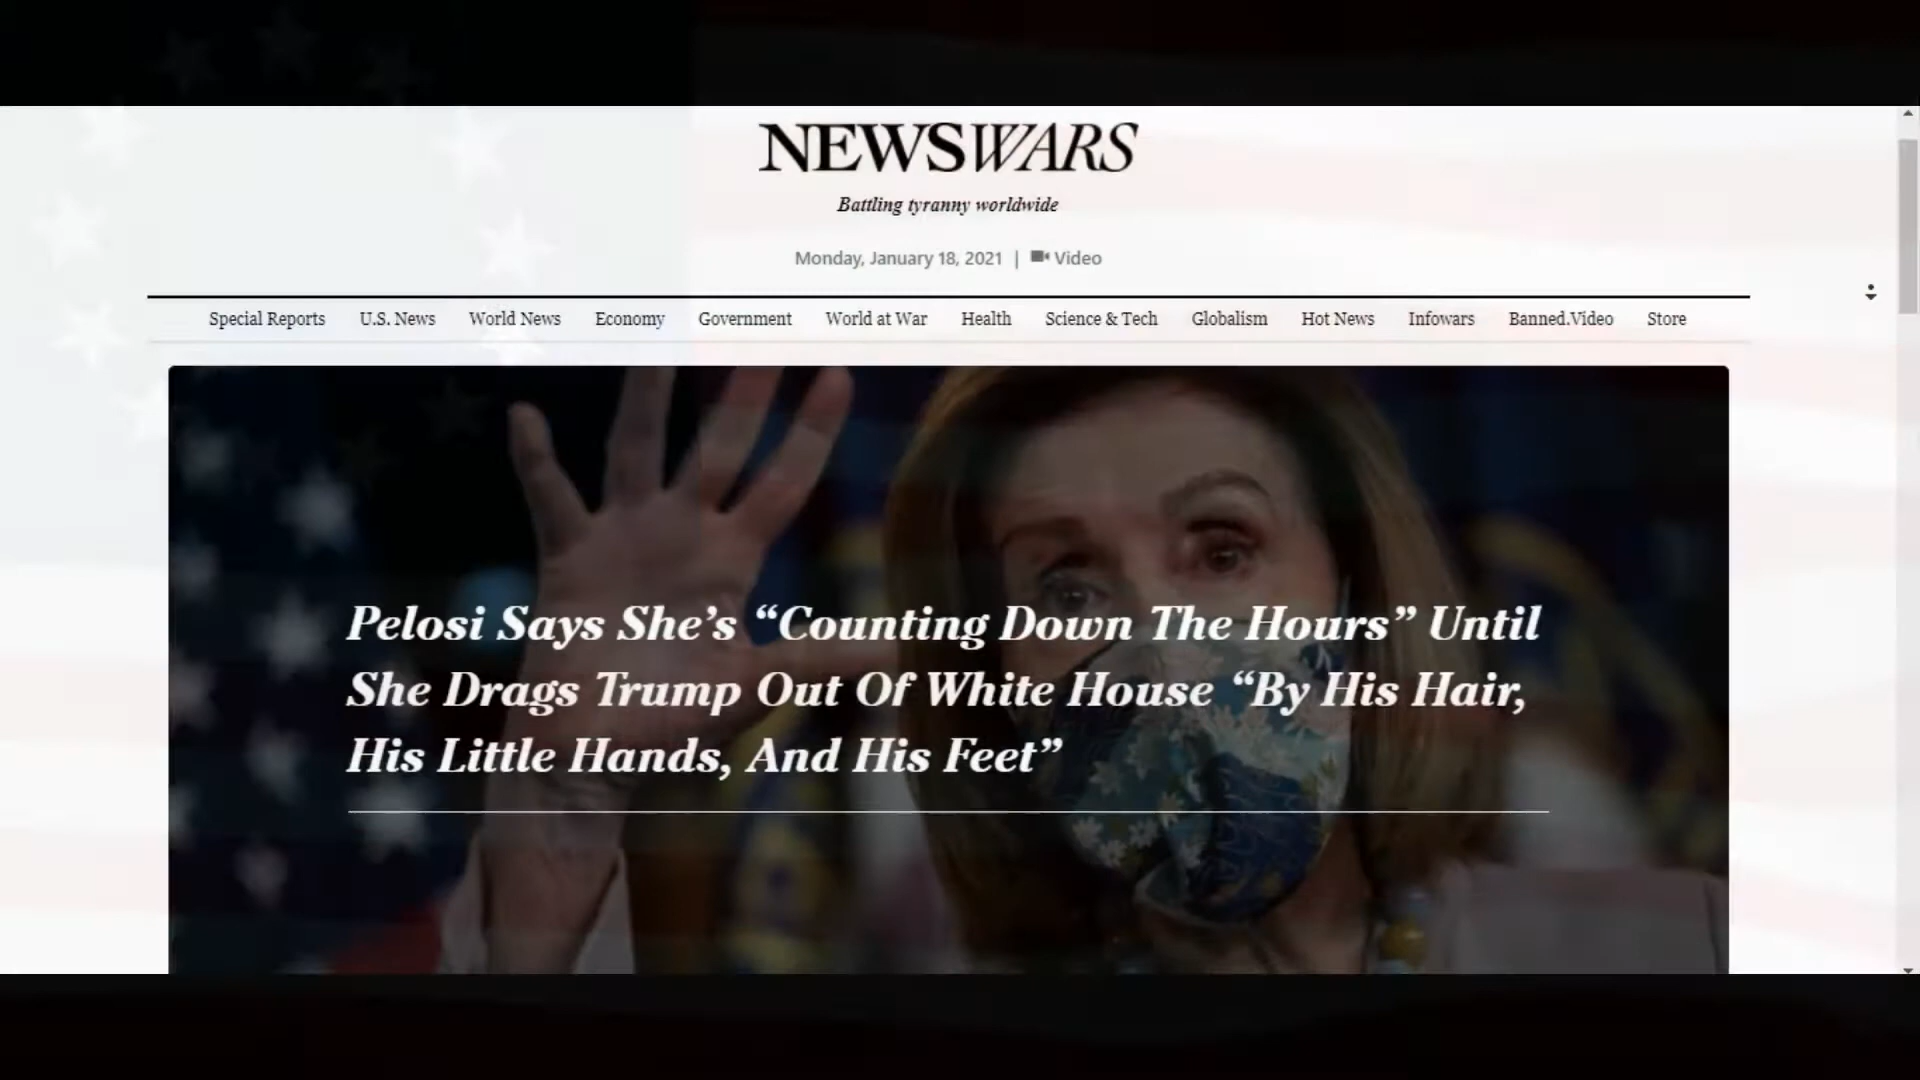 NEWSWARS
Battling tyranny worldwide
Monday, January 18, 2021 | Video
Special Reports U.S. News World News Economy Government World at War Health Science & Tech Globalism Hot News Infowars Banned.Video Store
Pelosi Says She’s “Counting Down The Hours” Until
She Drags Trump Out Of White House “By His Hair,
His Little Hands, And His Feet”